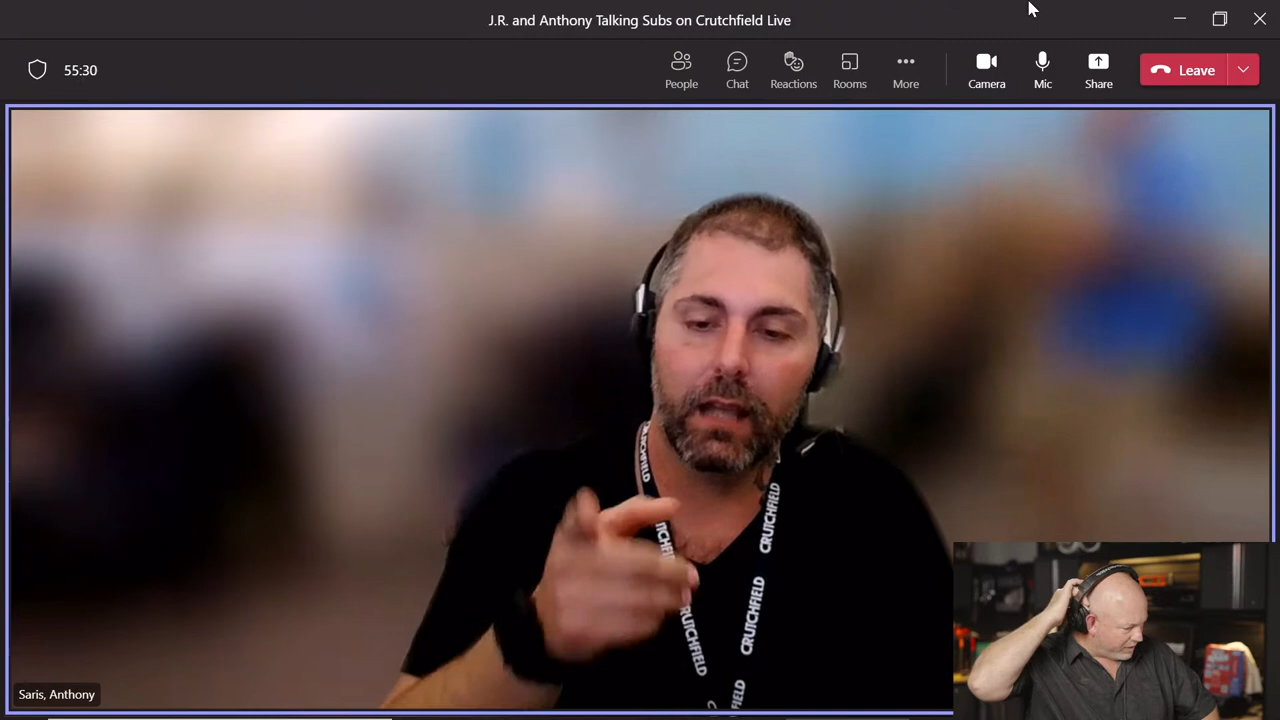 J.R. and Anthony Talking Subs on Crutchfield Live
55:30
People
Chat
Reactions
Rooms
More
Camera
Mic
Share
Leave
CRUTCHFIELD
CRUTCHFIELD
CRUTCHFIELD
CRUTCHFIELD
Saris, Anthony